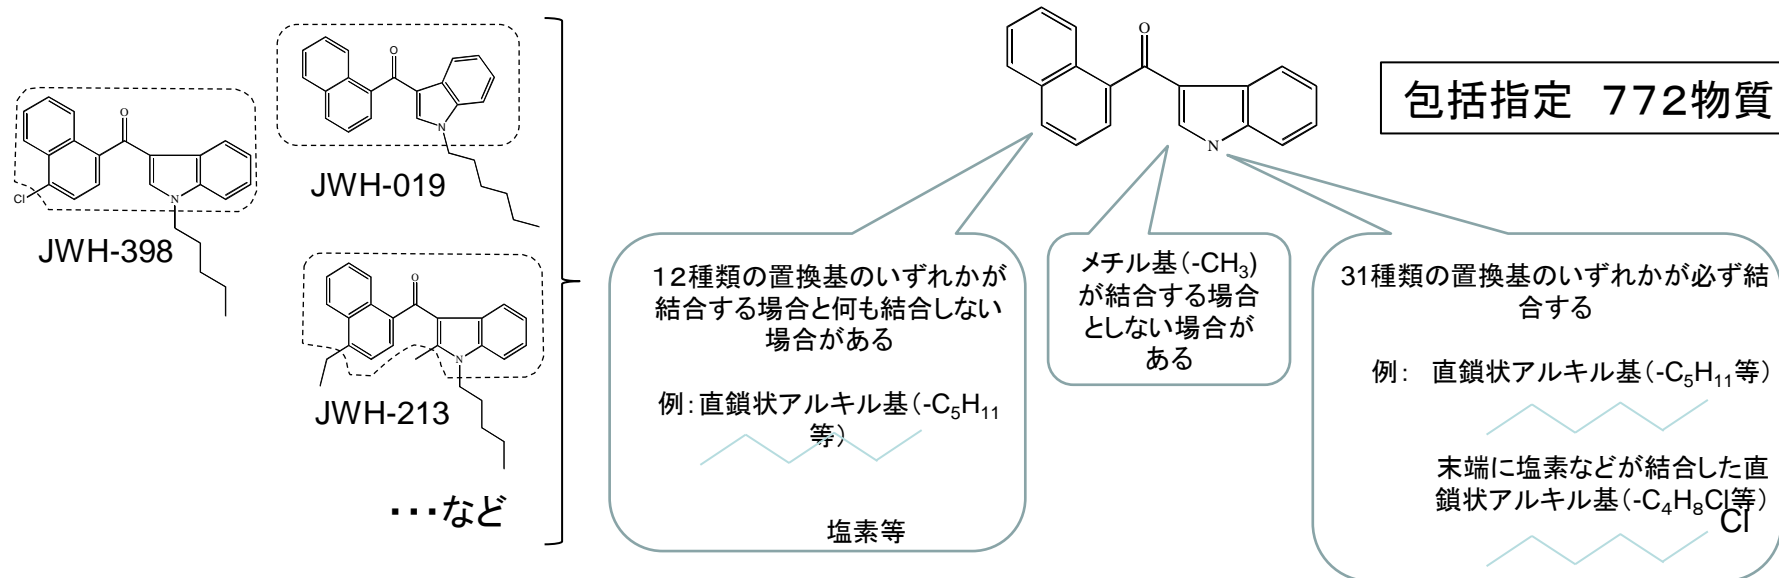 O
Cl
N
JWH-398
O
N
JWH-019
O
N
JWH-213
・・・など
O
N
包括指定 772物質
12種類の置換基のいずれかが
結合する場合と何も結合しない
場合がある
例:直鎖状アルキル基(-C5H11
等)
塩素等
メチル基(-CH3)
が結合する場合
としない場合が
ある
31種類の置換基のいずれかが必ず結
合する
例: 直鎖状アルキル基(-C5H11等)
末端に塩素などが結合した直
鎖状アルキル基(-C4H8Cl等)
Cl